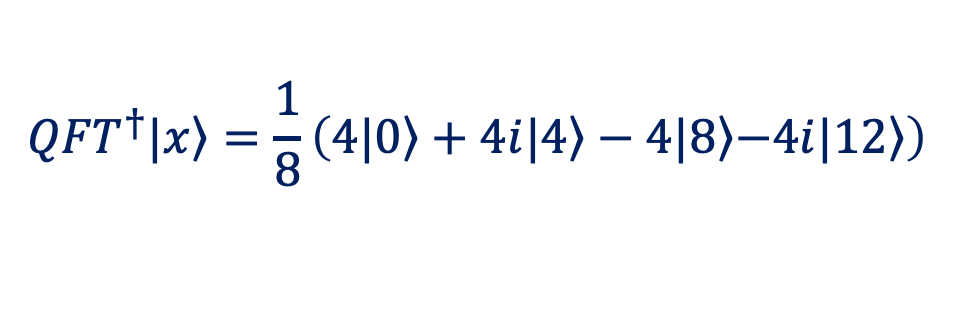 QFT†|x⟩ = 1/8 (4|0⟩ + 4i|4⟩ − 4|8⟩−4i|12⟩)